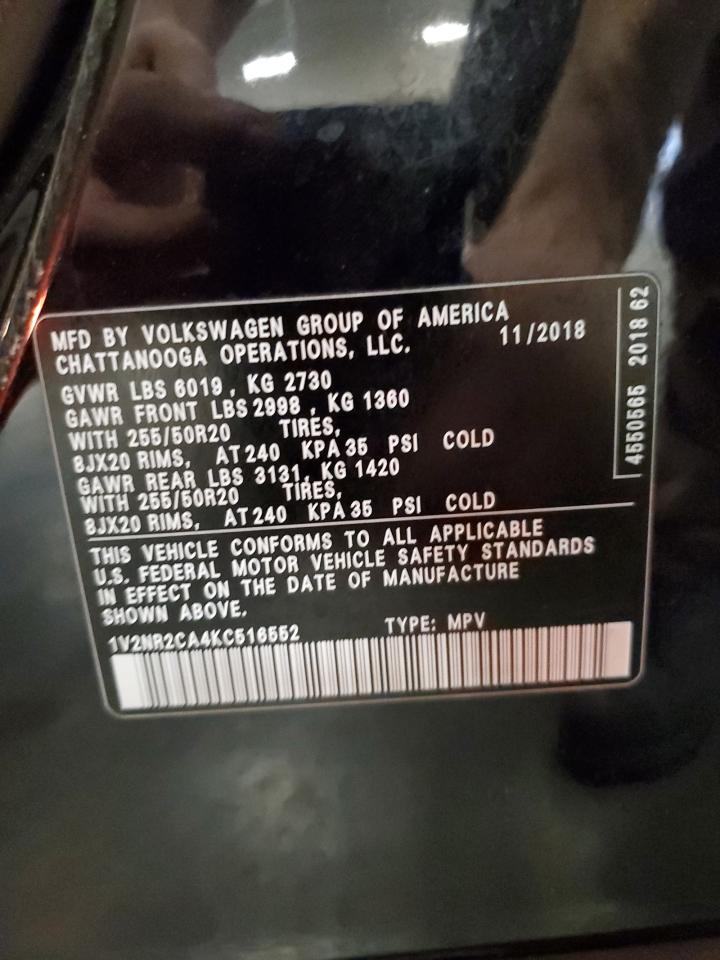 MFD BY VOLKSWAGEN GROUP OF AMERICA
CHATTANOOGA OPERATIONS, LLC. 11/2018
GVWR LBS 6019 , KG 2730
GAWR FRONT LBS 2998 , KG 1360
WITH 255/50R20 TIRES,
8JX20 RIMS, AT 240 KPA 35 PSI COLD
GAWR REAR LBS 3131, KG 1420
WITH 255/50R20 TIRES,
8JX20 RIMS, AT 240 KPA 35 PSI COLD
THIS VEHICLE CONFORMS TO ALL APPLICABLE
U.S. FEDERAL MOTOR VEHICLE SAFETY STANDARDS
IN EFFECT ON THE DATE OF MANUFACTURE
SHOWN ABOVE.
1V2NR2CA4KC516552 TYPE: MPV
4550565 2018 62